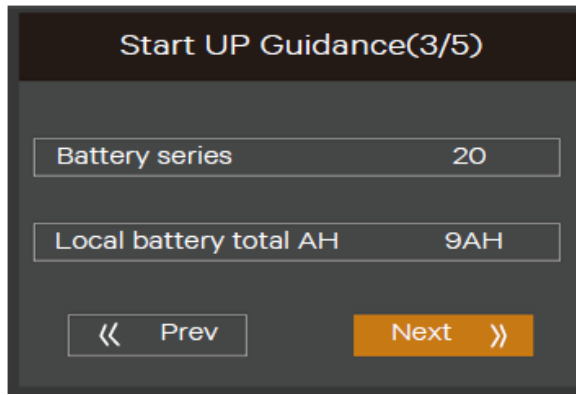 Start UP Guidance(3/5)
Battery series 20
Local battery total AH 9AH
« Prev Next »